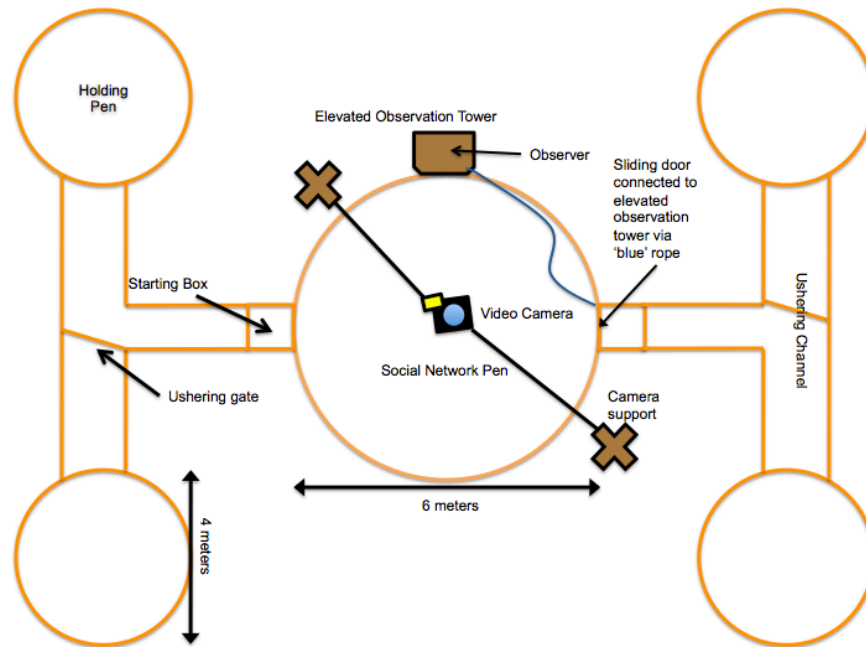 Holding
Pen
Elevated Observation Tower
Observer
Sliding door
connected to
elevated
observation
tower via
‘blue’ rope
Starting Box
Video Camera
Ushering Channel
Social Network Pen
Ushering gate
Camera
support
6 meters
4 meters